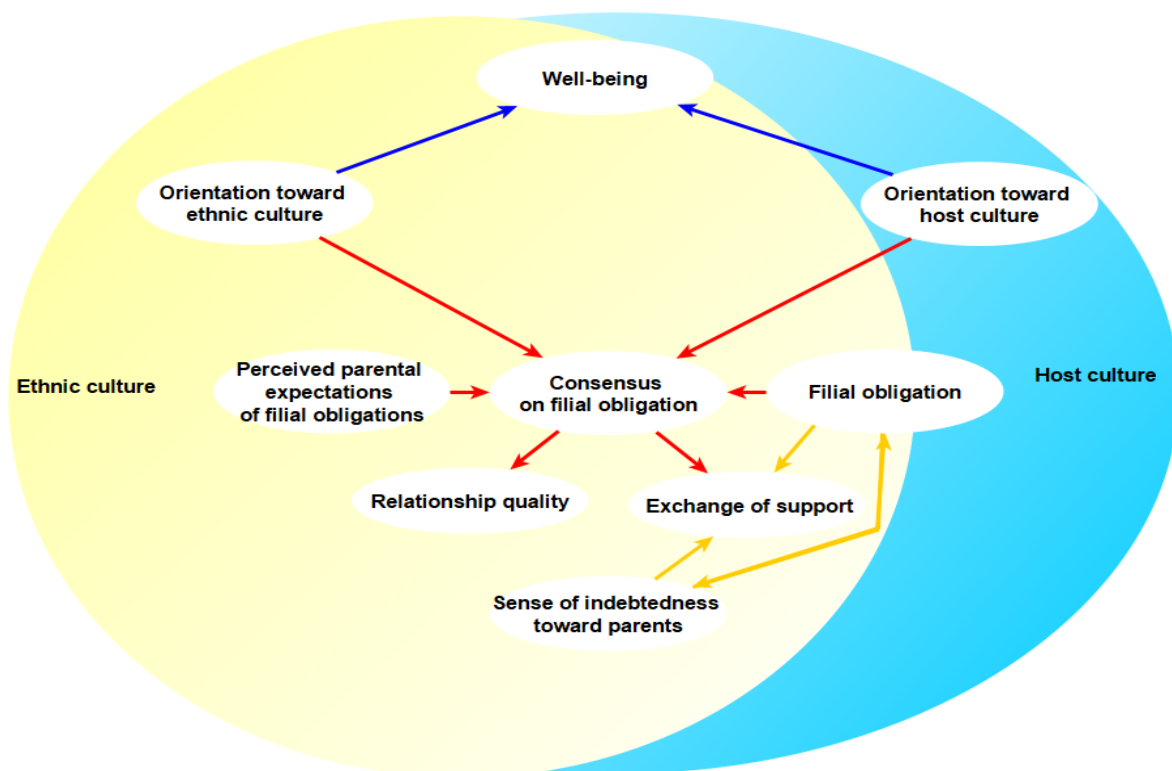 Well-being
Orientation toward
ethnic culture
Orientation toward
host culture
Ethnic culture
Perceived parental
expectations
of filial obligations
Consensus
on filial obligation
Filial obligation
Host culture
Relationship quality
Exchange of support
Sense of indebtedness
toward parents